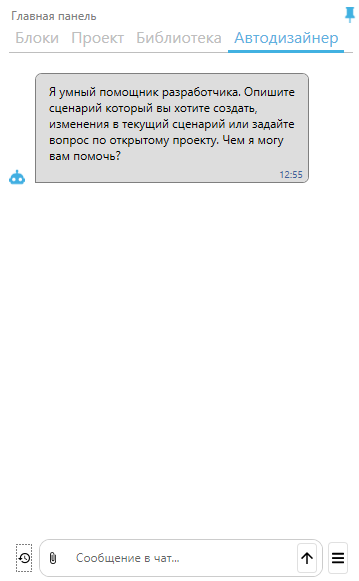 Главная панель
Блоки Проект Библиотека Автодизайнер
Я умный помощник разработчика. Опишите
сценарий который вы хотите создать,
изменения в текущий сценарий или задайте
вопрос по открытому проекту. Чем я могу
вам помочь?
12:55
Сообщение в чат...